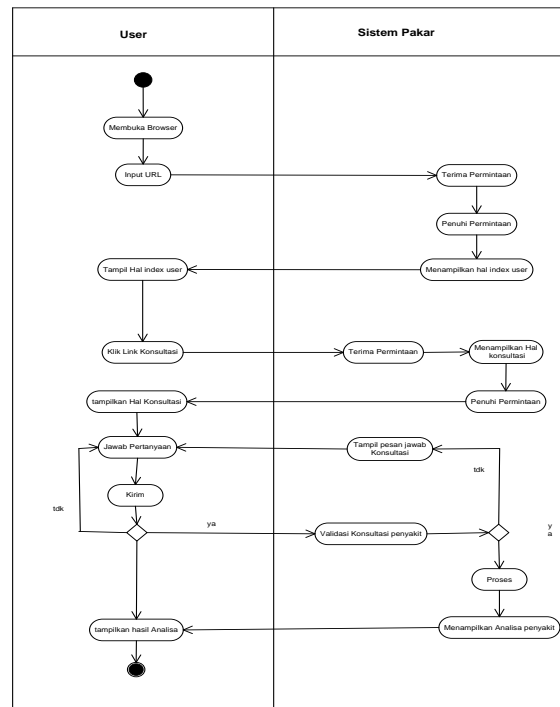 User
Sistem Pakar
Membuka Browser
Input URL
Terima Permintaan
Penuhi Permintaan
Tampil Hal index user
Menampilkan hal index user
Klik Link Konsultasi
Terima Permintaan
Menampilkan Hal
konsultasi
tampilkan Hal Konsultasi
Penuhi Permintaan
Jawab Pertanyaan
Tampil pesan jawab
Konsultasi
tdk
Kirim
tdk
ya
Validasi Konsultasi penyakit
y
a
Proses
tampilkan hasil Analisa
Menampilkan Analisa penyakit